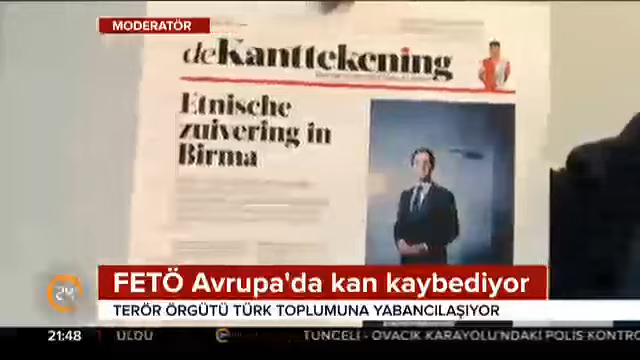 MODERATÖR
deKanttekening
Etnische
zuivering in
Birma
FETÖ Avrupa'da kan kaybediyor
TERÖR ÖRGÜTÜ TÜRK TOPLUMUNA YABANCILAŞIYOR
24
21:48
TUNCELİ - OVACIK KARAYOLU'NDAKİ POLİS KONTRO